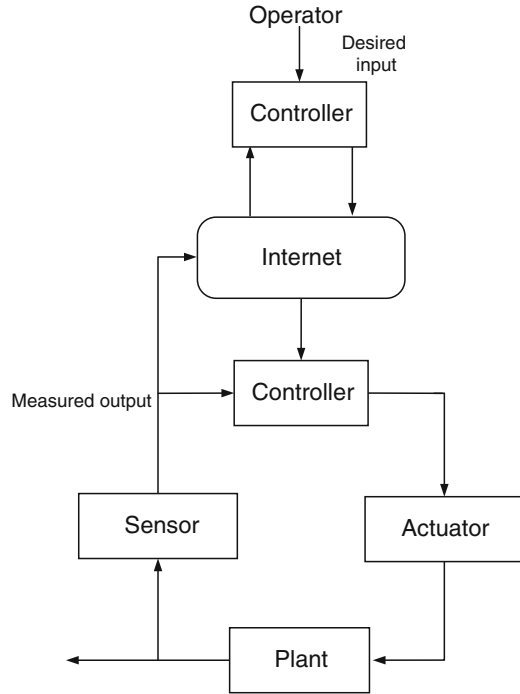 Operator
Desired
input
Controller
Internet
Controller
Measured output
Sensor
Actuator
Plant